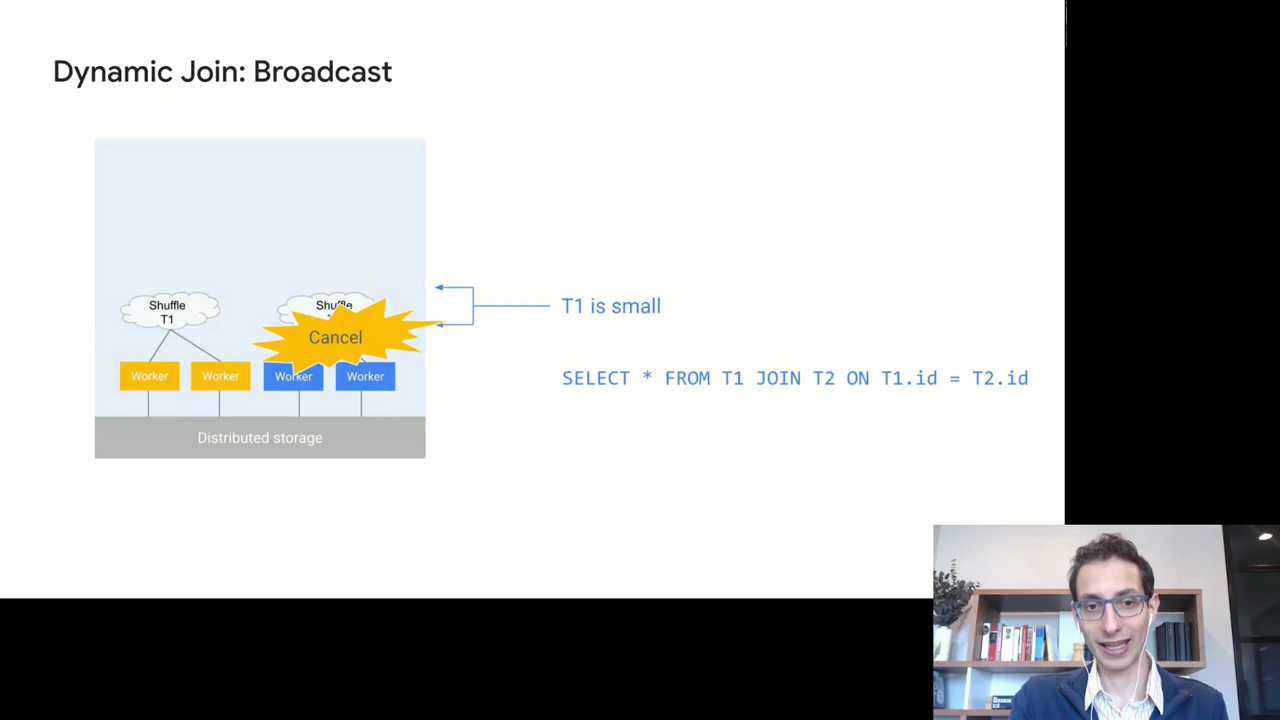 Dynamic Join: Broadcast
Shuffle
T1
Shuffle
Cancel
Worker
Worker
Worker
Worker
Distributed storage
T1 is small
SELECT * FROM T1 JOIN T2 ON T1.id = T2.id